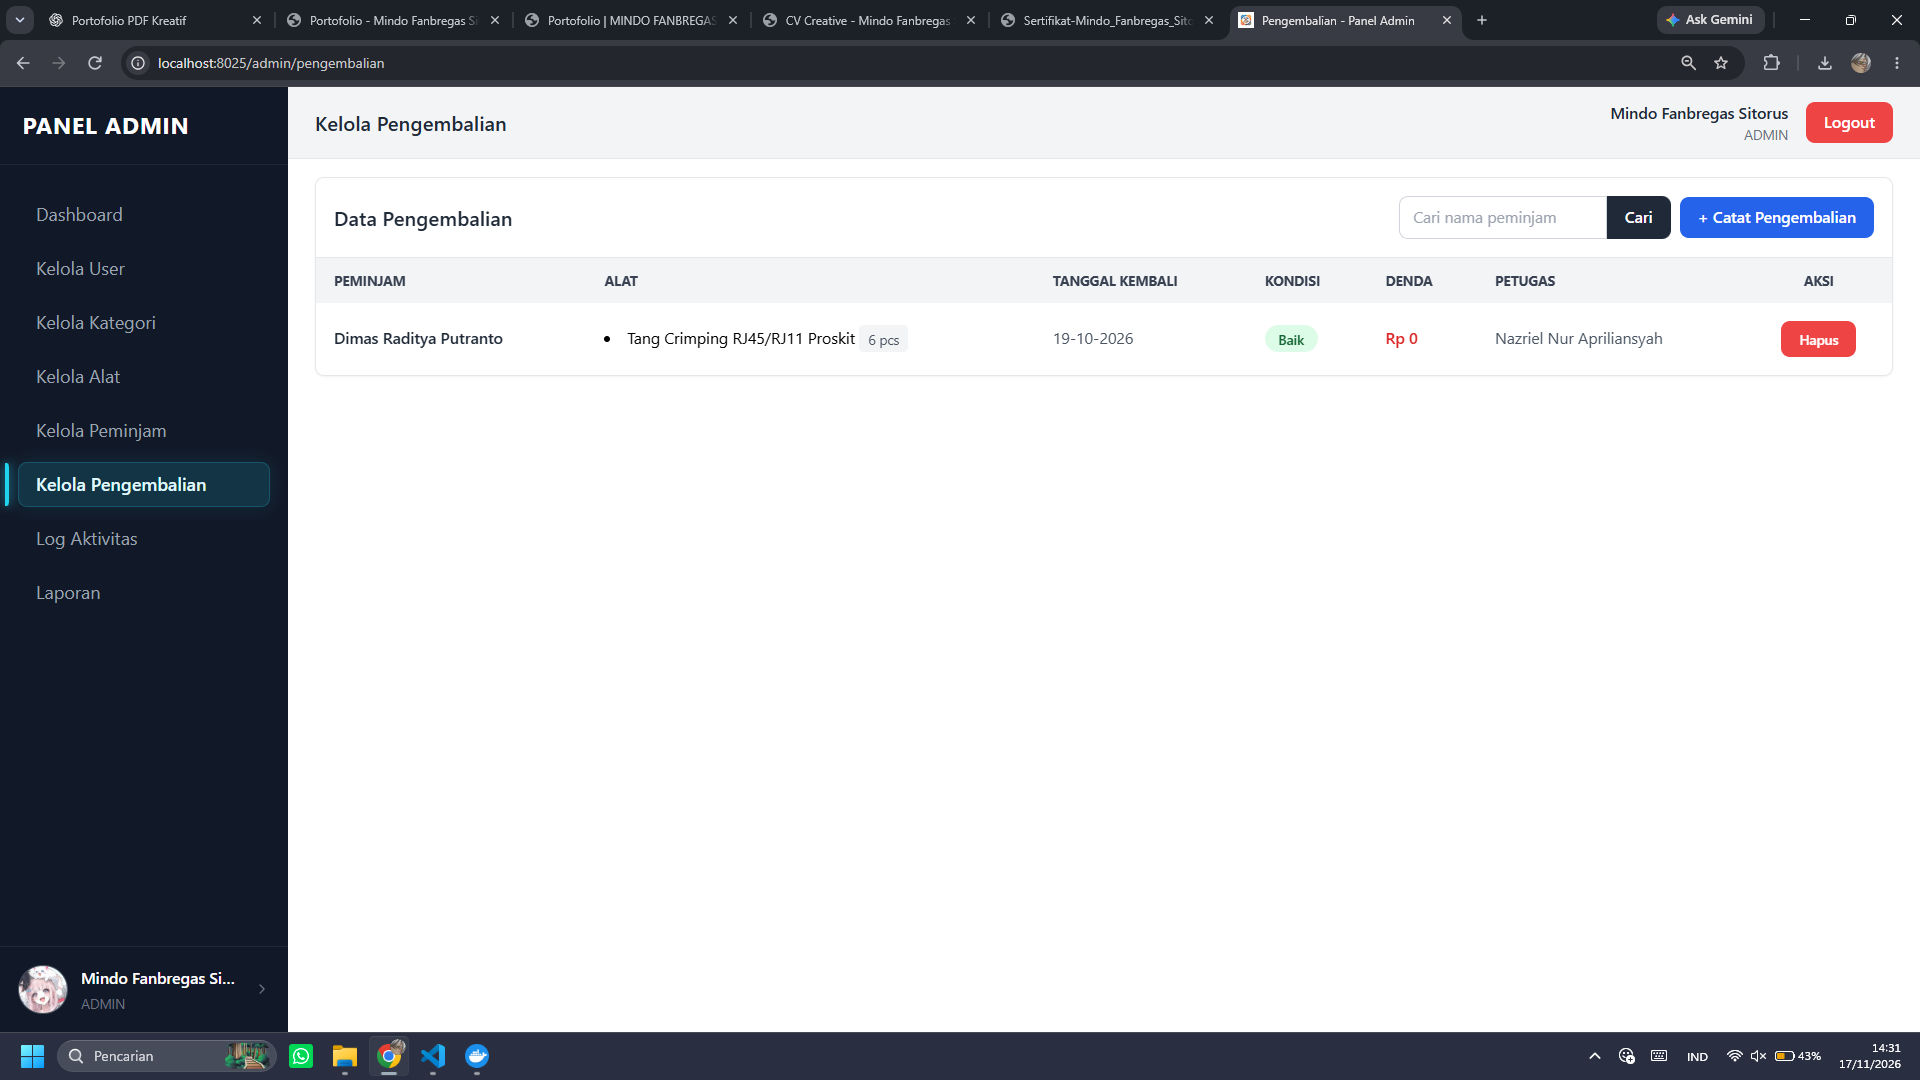 Portofolio PDF Kreatif
Portofolio - Mindo Fanbregas Si
Portofolio | MINDO FANBREGAS
CV Creative - Mindo Fanbregas
Sertifikat-Mindo_Fanbregas_Sito
Pengembalian - Panel Admin
Ask Gemini
localhost:8025/admin/pengembalian
PANEL ADMIN
Dashboard
Kelola User
Kelola Kategori
Kelola Alat
Kelola Peminjam
Kelola Pengembalian
Log Aktivitas
Laporan
Mindo Fanbregas Si...
ADMIN
Kelola Pengembalian
Mindo Fanbregas Sitorus
ADMIN
Logout
Data Pengembalian
Cari nama peminjam
Cari
+ Catat Pengembalian
PEMINJAM ALAT TANGGAL KEMBALI KONDISI DENDA PETUGAS AKSI
Dimas Raditya Putranto • Tang Crimping RJ45/RJ11 Proskit 6 pcs 19-10-2026 Baik Rp 0 Nazriel Nur Apriliansyah Hapus
Pencarian
IND
43%
14:31
17/11/2026